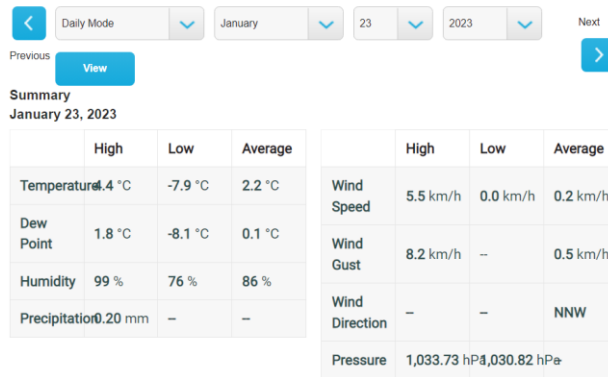 Daily Mode January 23 2023 Next
Previous
View
Summary
January 23, 2023
High Low Average
Temperature 4.4 °C -7.9 °C 2.2 °C
Dew Point 1.8 °C -8.1 °C 0.1 °C
Humidity 99 % 76 % 86 %
Precipitation 0.20 mm -- --
High Low Average
Wind Speed 5.5 km/h 0.0 km/h 0.2 km/h
Wind Gust 8.2 km/h -- 0.5 km/h
Wind Direction -- -- NNW
Pressure 1,033.73 hPa 1,030.82 hPa --